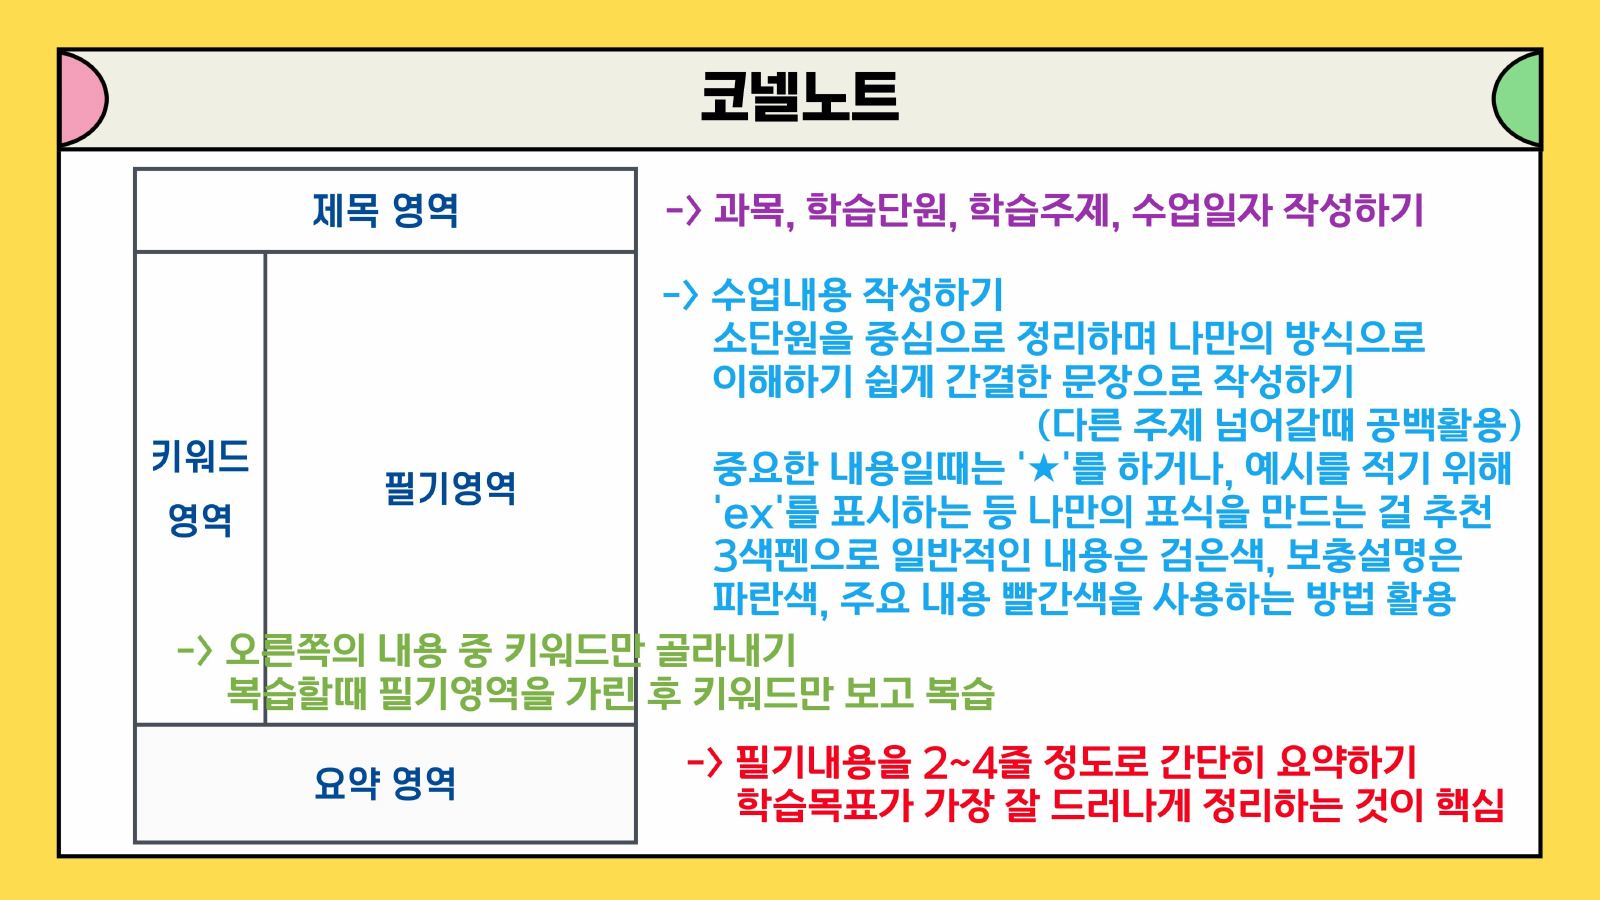 코넬노트
제목 영역
-> 과목, 학습단원, 학습주제, 수업일자 작성하기
키워드
영역
필기영역
-> 수업내용 작성하기
소단원을 중심으로 정리하며 나만의 방식으로
이해하기 쉽게 간결한 문장으로 작성하기
(다른 주제 넘어갈떄 공백활용)
중요한 내용일때는 '★'를 하거나, 예시를 적기 위해
'ex'를 표시하는 등 나만의 표식을 만드는 걸 추천
3색펜으로 일반적인 내용은 검은색, 보충설명은
파란색, 주요 내용 빨간색을 사용하는 방법 활용
-> 오른쪽의 내용 중 키워드만 골라내기
복습할때 필기영역을 가린 후 키워드만 보고 복습
요약 영역
-> 필기내용을 2~4줄 정도로 간단히 요약하기
학습목표가 가장 잘 드러나게 정리하는 것이 핵심